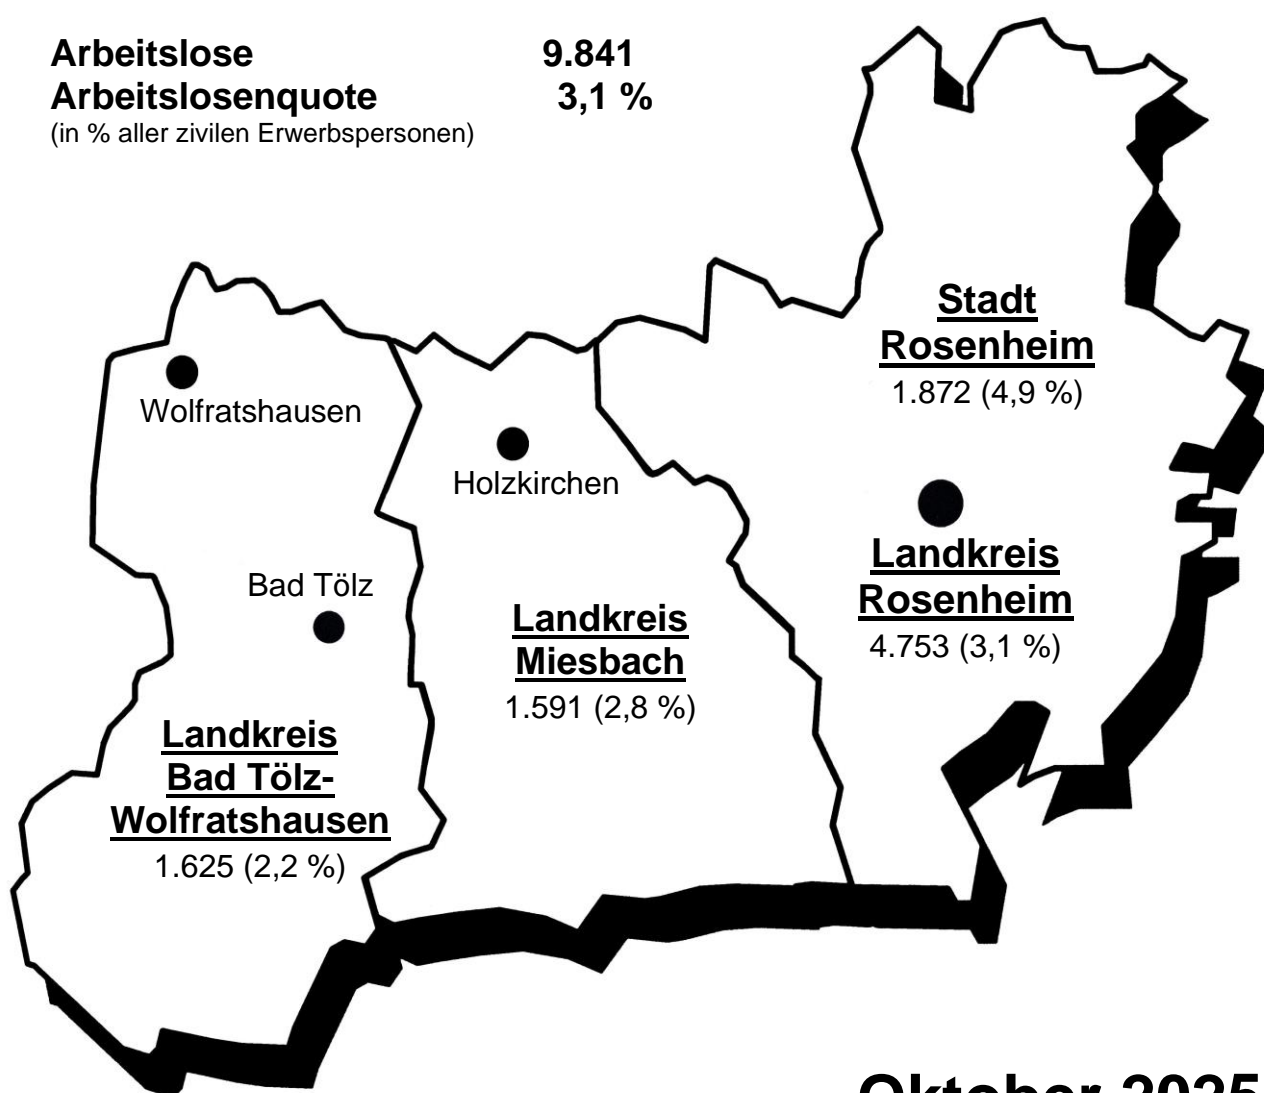 Arbeitslose 9.841
Arbeitslosenquote 3,1 %
(in % aller zivilen Erwerbspersonen)
Stadt
Rosenheim
1.872 (4,9 %)
Wolfratshausen
Holzkirchen
Landkreis
Rosenheim
4.753 (3,1 %)
Bad Tölz
Landkreis
Miesbach
1.591 (2,8 %)
Landkreis
Bad Tölz-
Wolfratshausen
1.625 (2,2 %)
Oktober 2025